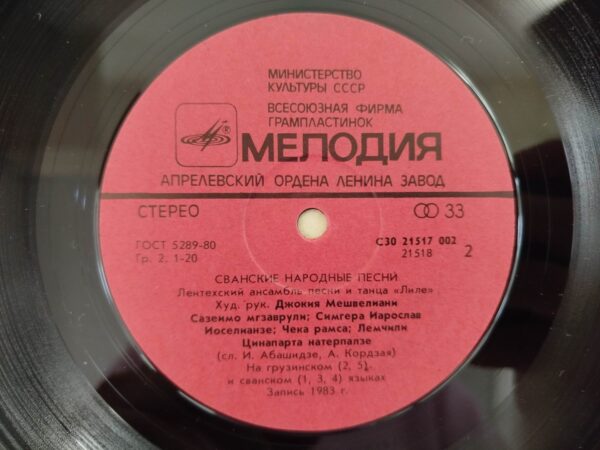 МИНИСТЕРСТВО
КУЛЬТУРЫ СССР
ВСЕСОЮЗНАЯ ФИРМА
ГРАМПЛАСТИНОК
® МЕЛОДИЯ
АПРЕЛЕВСКИЙ ОРДЕНА ЛЕНИНА ЗАВОД
СТЕРЕО 33
ГОСТ 5289-80 С30 21517 002
Гр. 2. 1-20 21518 2
СВАНСКИЕ НАРОДНЫЕ ПЕСНИ
Лентехский ансамбль песни и танца «Лиле»
Худ. рук. Джокия Мешвелиани
Сазеимо мгзаврули; Симгера Иарослав
Иоселианзе; Чека рамса; Лемчили
Цинапарта натерпалзе
(сл. И. Абашидзе, А. Кордзая)
На грузинском (2, 5)
и сванском (1, 3, 4) языках
Запись 1983 г.